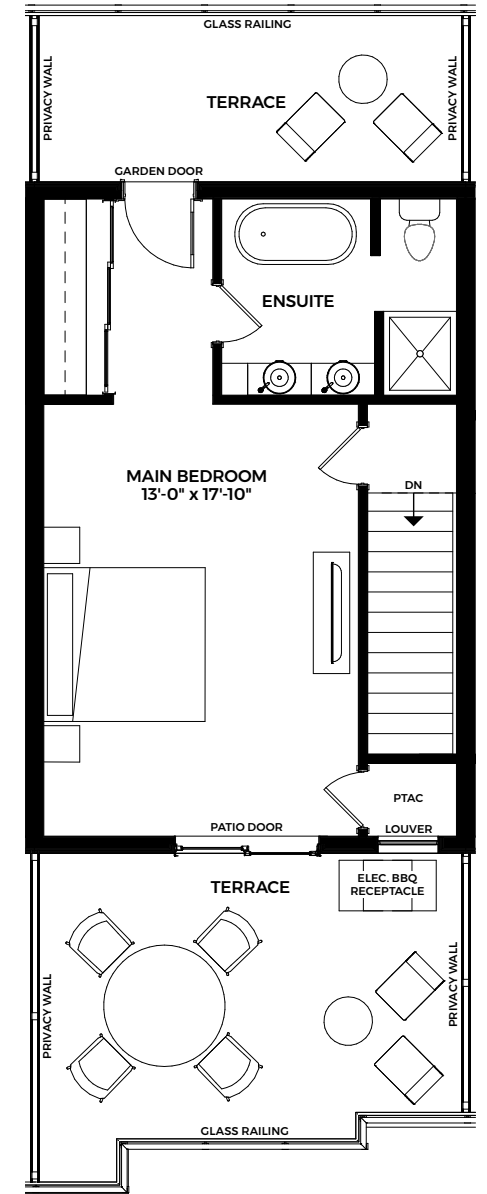 GLASS RAILING
PRIVACY WALL
TERRACE
PRIVACY WALL
GARDEN DOOR
ENSUITE
MAIN BEDROOM
13'-0" x 17'-10"
DN
PTAC
PATIO DOOR
LOUVER
TERRACE
ELEC. BBQ
RECEPTACLE
PRIVACY WALL
PRIVACY WALL
GLASS RAILING